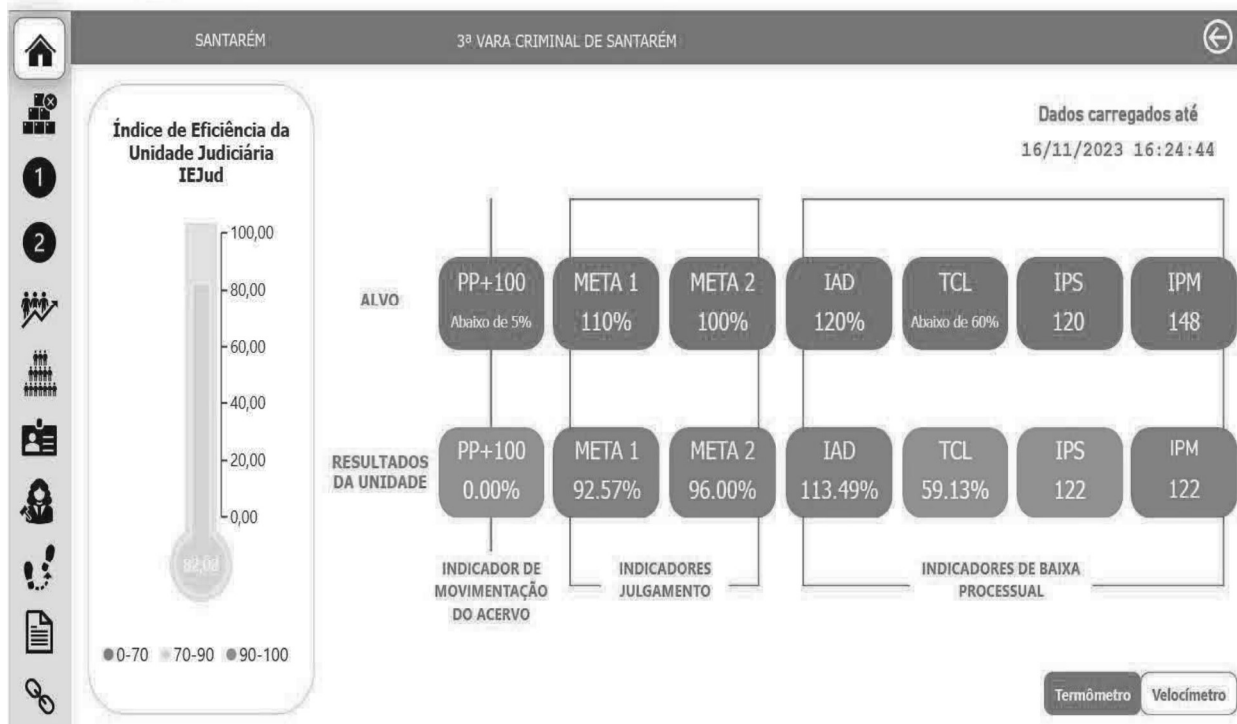 SANTARÉM
3ª VARA CRIMINAL DE SANTARÉM
1
2
Índice de Eficiência da
Unidade Judiciária
IEJud
100,00
80,00
60,00
40,00
20,00
0,00
82,02
0-70 70-90 90-100
Dados carregados até
16/11/2023 16:24:44
ALVO
PP+100
Abaixo de 5%
META 1
110%
META 2
100%
IAD
120%
TCL
Abaixo de 60%
IPS
120
IPM
148
RESULTADOS
DA UNIDADE
PP+100
0.00%
META 1
92.57%
META 2
96.00%
IAD
113.49%
TCL
59.13%
IPS
122
IPM
122
INDICADOR DE
MOVIMENTAÇÃO
DO ACERVO
INDICADORES
JULGAMENTO
INDICADORES DE BAIXA
PROCESSUAL
Termômetro
Velocímetro